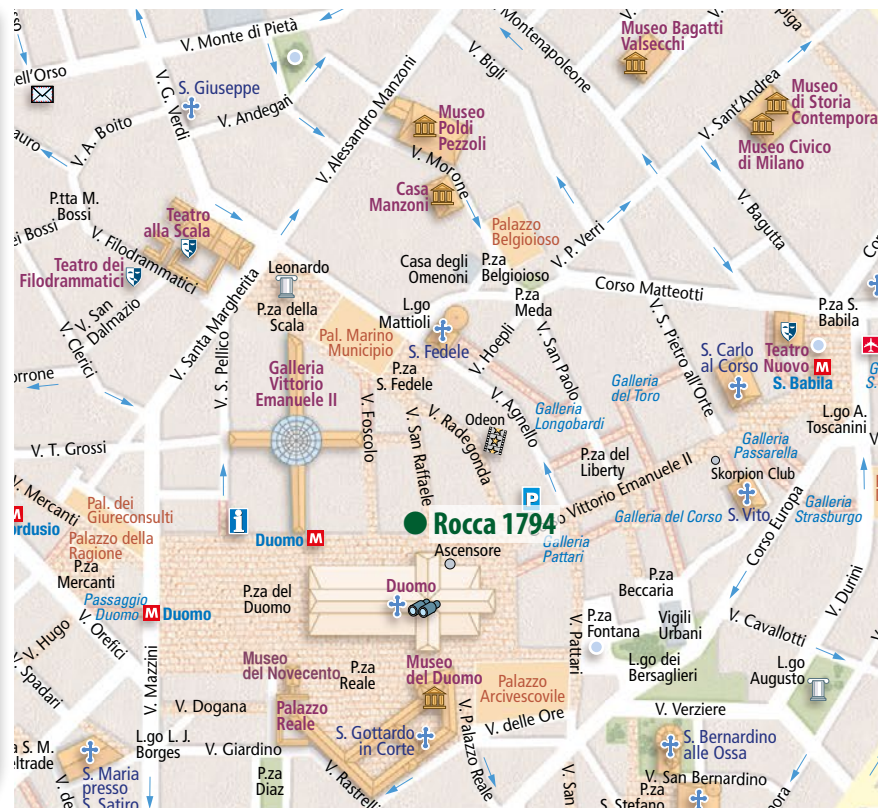 V. Monte di Pietà
ell'Orso
V. G. Verdi
S. Giuseppe
V. Andegari
V. A. Boito
auro
V. Alessandro Manzoni
V. Bigli
Montenapoleone
Museo Bagatti
Valsecchi
piga
V. Sant'Andrea
Museo
di Storia
Contempora
Museo Civico
di Milano
Museo
Poldi
Pezzoli
V. Morone
Casa
Manzoni
P.tta M.
Bossi
ei Bossi
Teatro
alla Scala
V. Filodrammatici
Teatro dei
Filodrammatici
V. San
Dalmazio
V. Clerici
orrone
V. Santa Margherita
Leonardo
P.za della
Scala
Palazzo
Belgioioso
Casa degli
Omenoni
P.za
Belgioioso
V. P. Verri
V. Bagutta
Co
Corso Matteotti
P.za
Meda
L.go
Mattioli
Pal. Marino
Municipio
S. Fedele
P.za
S. Fedele
V. Hoepli
V. San Paolo
V. S. Pietro all'Orte
P.za S.
Babila
S. Carlo
al Corso
Teatro
Nuovo
M
S. Babila
G
S.
L.go A.
Toscanini
V. S. Pellico
Galleria
Vittorio
Emanuele II
V. Foscolo
V. San Raffaele
V. Radegonda
Odeon
V. Agnello
Galleria
Longobardi
Galleria
del Toro
P.za del
Liberty
o Vittorio Emanuele II
Galleria
Passarella
Skorpion Club
S. Vito
Galleria
Strasburgo
V.
V. T. Grossi
V. Mercanti
M
ordusio
Pal. dei
Giureconsulti
Palazzo della
Ragione
P.za
Mercanti
i
Duomo M
P
Rocca 1794
Ascensore
Galleria
Pattari
Galleria del Corso
Corso Europa
V. Durini
Passaggio
Duomo
M Duomo
P.za del
Duomo
Duomo
P.za
Beccaria
P.za
Fontana
Vigili
Urbani
V. Cavallotti
V. Pattari
L.go dei
Bersaglieri
L.go
Augusto
V. Hugo
V. Orefici
V. Spadari
V. Mazzini
Museo
del Novecento
P.za
Reale
Museo
del Duomo
Palazzo
Arcivescovile
V. Dogana
Palazzo
Reale
S. Gottardo
in Corte
V. Palazzo Reale
V. delle Ore
V. Verziere
a S. M.
eltrade
L.go L. J.
Borges
V. Giardino
S. Maria
presso
S. Satiro
V. de
P.za
Diaz
V. Rastrelli
V. San
S. Bernardino
alle Ossa
V. San Bernardino
P.za
S. Stefano
ora